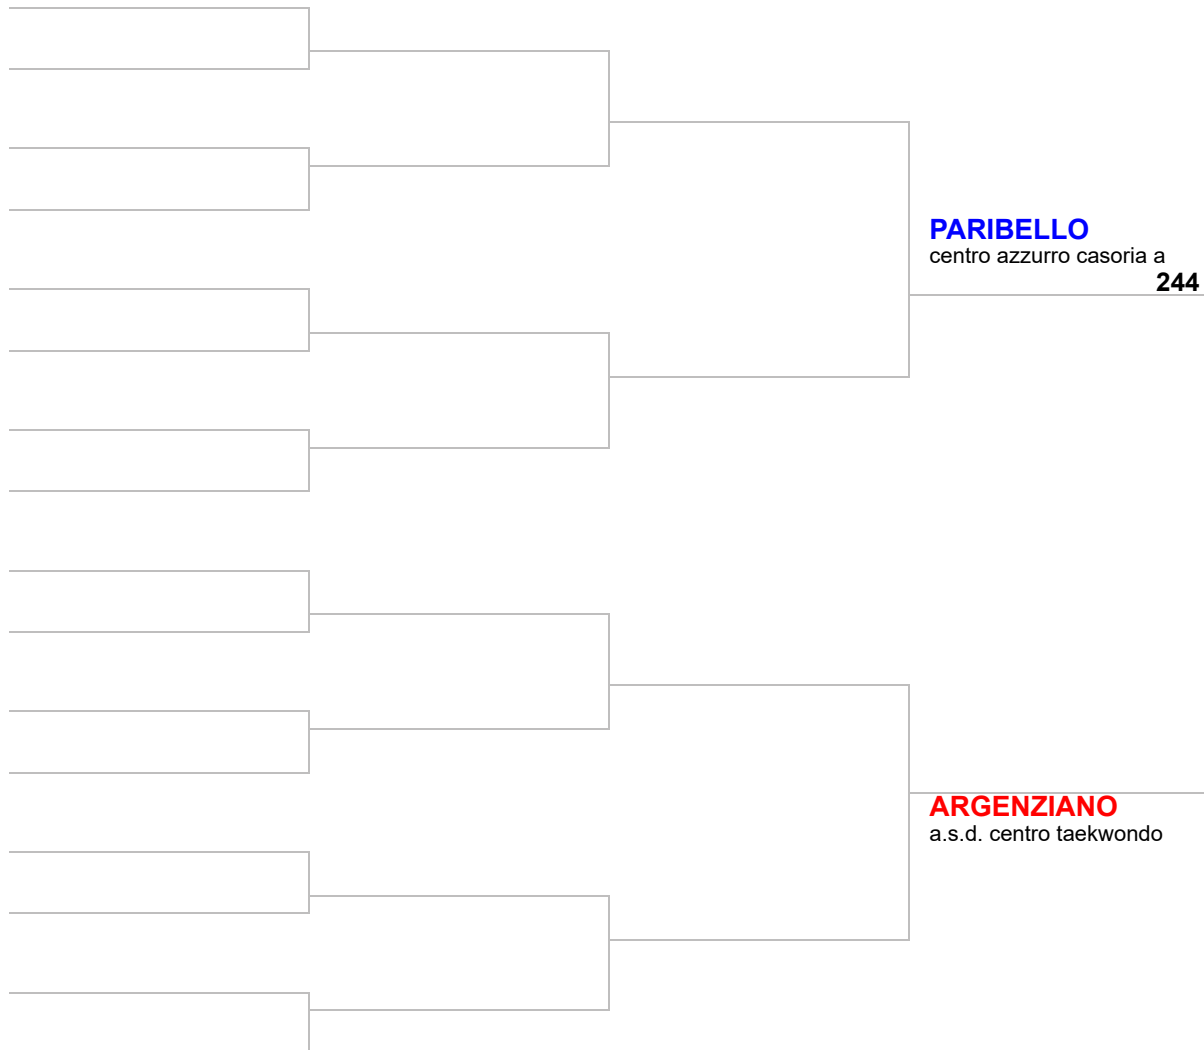 PARIBELLO
centro azzurro casoria a
244
ARGENZIANO
a.s.d. centro taekwondo